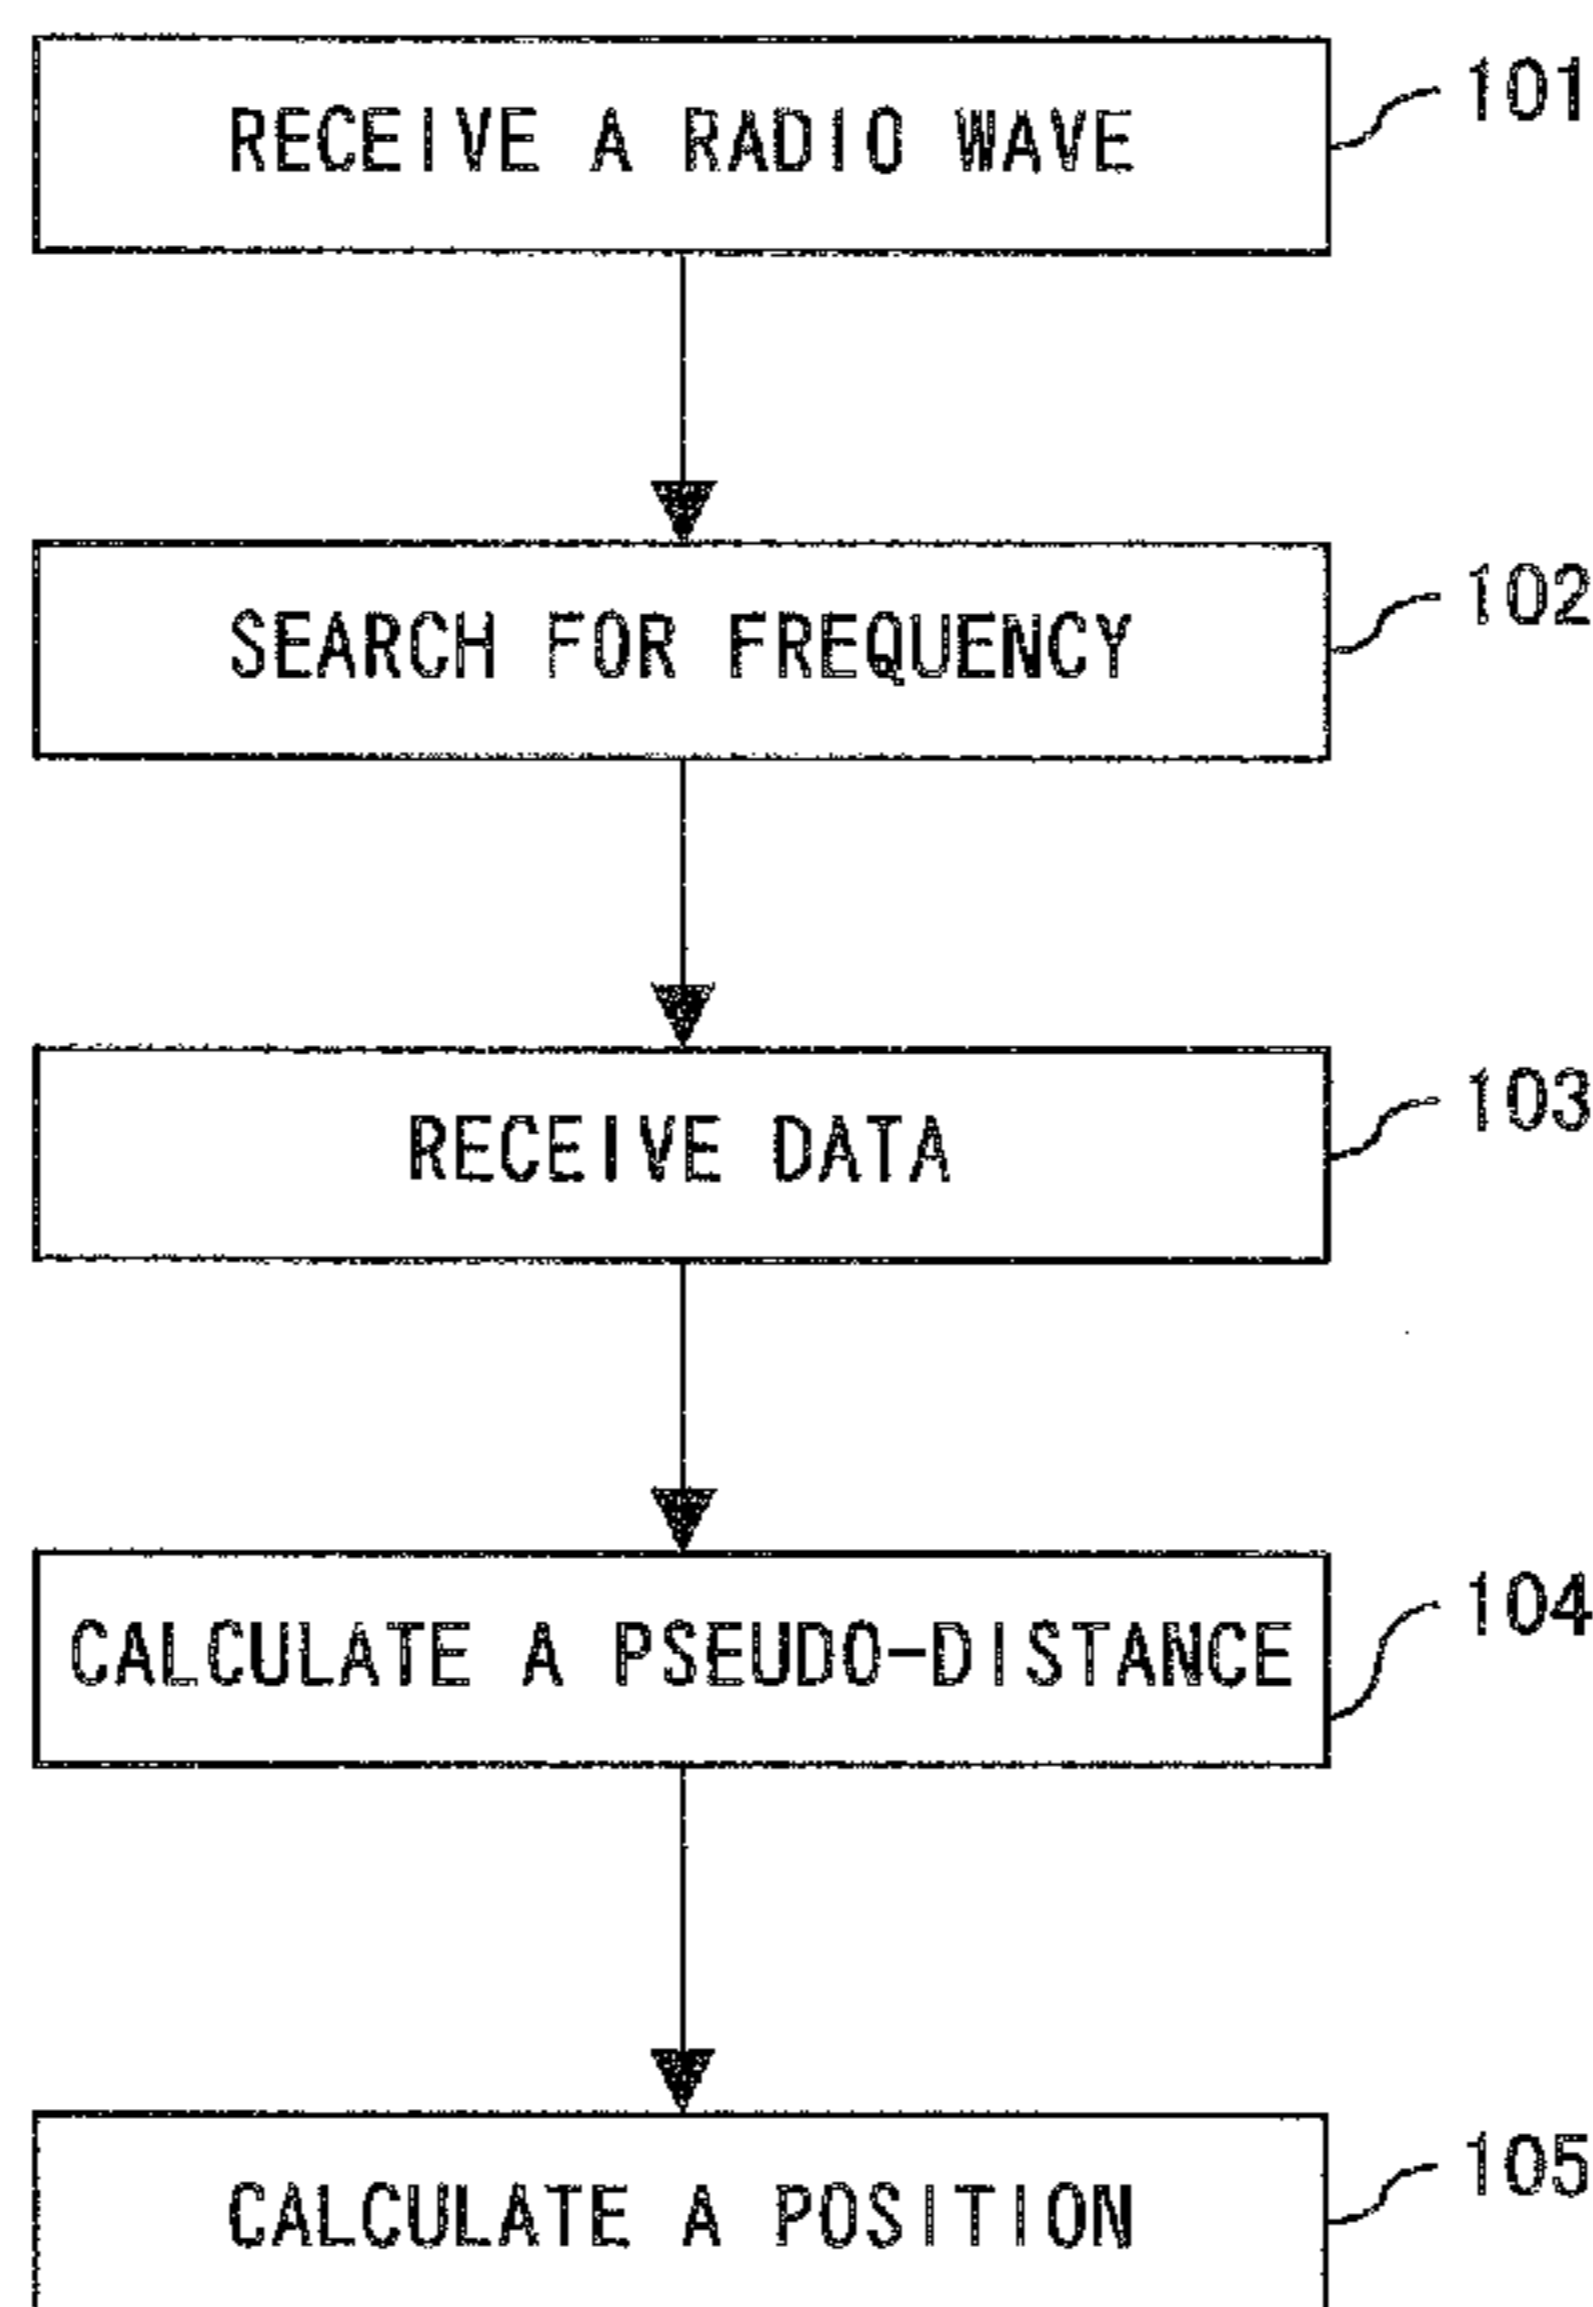 RECEIVE A RADIO WAVE
101
SEARCH FOR FREQUENCY
102
RECEIVE DATA
103
CALCULATE A PSEUDO-DISTANCE
104
CALCULATE A POSITION
105